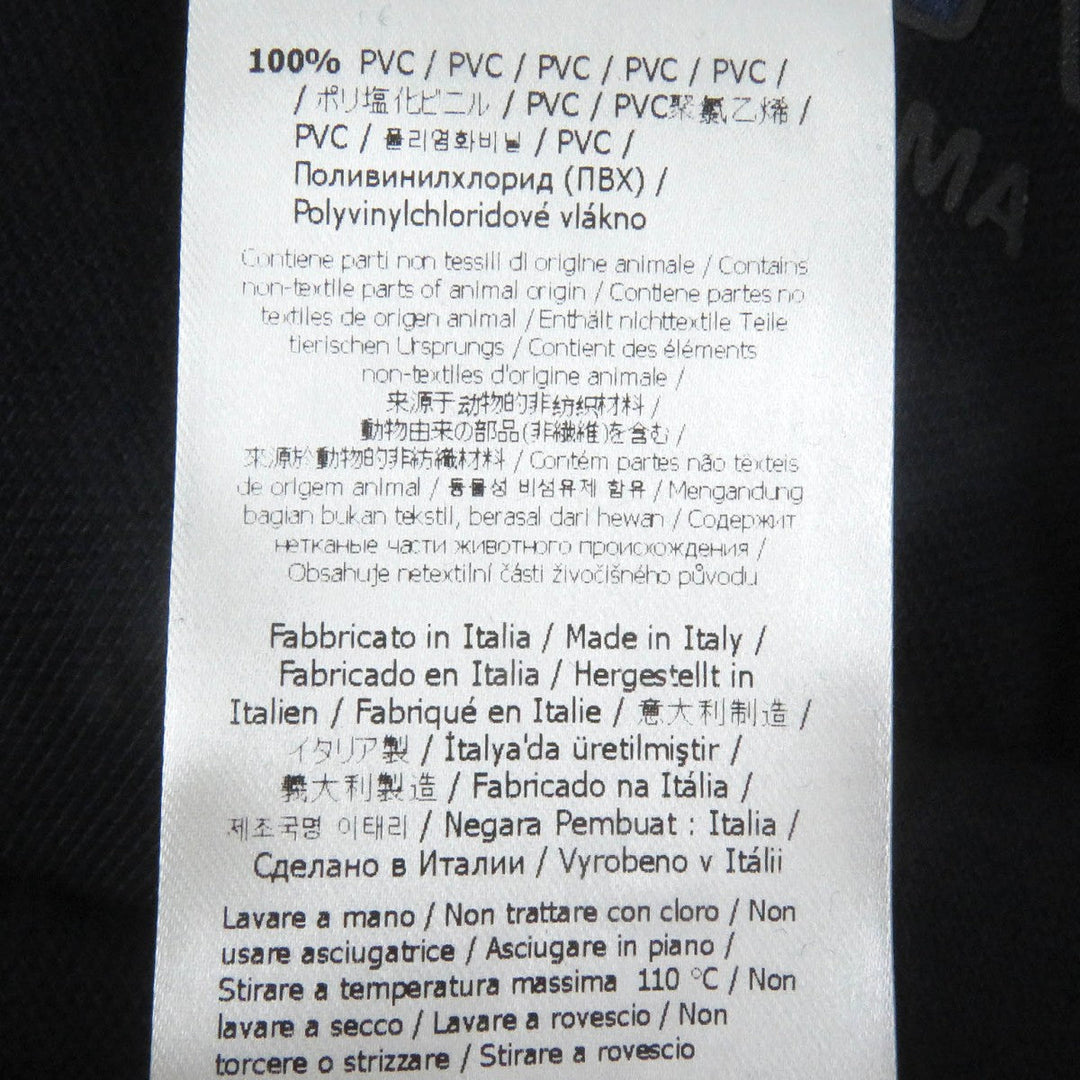 100% PVC / PVC / PVC / PVC / PVC /
/ ポリ塩化ビニル / PVC / PVC聚氯乙烯 /
PVC / 폴리염화비닐 / PVC /
Поливинилхлорид (ПВХ) /
Polyvinylchloridové vlákno
Contiene parti non tessili di origine animale / Contains
non-textile parts of animal origin / Contiene partes no
textiles de origen animal / Enthält nichttextile Teile
tierischen Ursprungs / Contient des éléments
non-textiles d'origine animale /
来源于动物的非纺织材料 /
動物由来の部品(非繊維)を含む /
來源於動物的非紡織材料 / Contém partes não têxteis
de origem animal / 동물성 비섬유제 함유 / Mengandung
bagian bukan tekstil, berasal dari hewan / Содержит
нетканые части животного происхождения /
Obsahuje netextilní části živočišného původu
Fabbricato in Italia / Made in Italy /
Fabricado en Italia / Hergestellt in
Italien / Fabriqué en Italie / 意大利制造 /
イタリア製 / İtalya'da üretilmiştir /
義大利製造 / Fabricado na Itália /
제조국명 이태리 / Negara Pembuat : Italia /
Сделано в Италии / Vyrobeno v Itálii
Lavare a mano / Non trattare con cloro / Non
usare asciugatrice / Asciugare in piano /
Stirare a temperatura massima 110 °C / Non
lavare a secco / Lavare a rovescio / Non
torcere o strizzare / Stirare a rovescio
MA